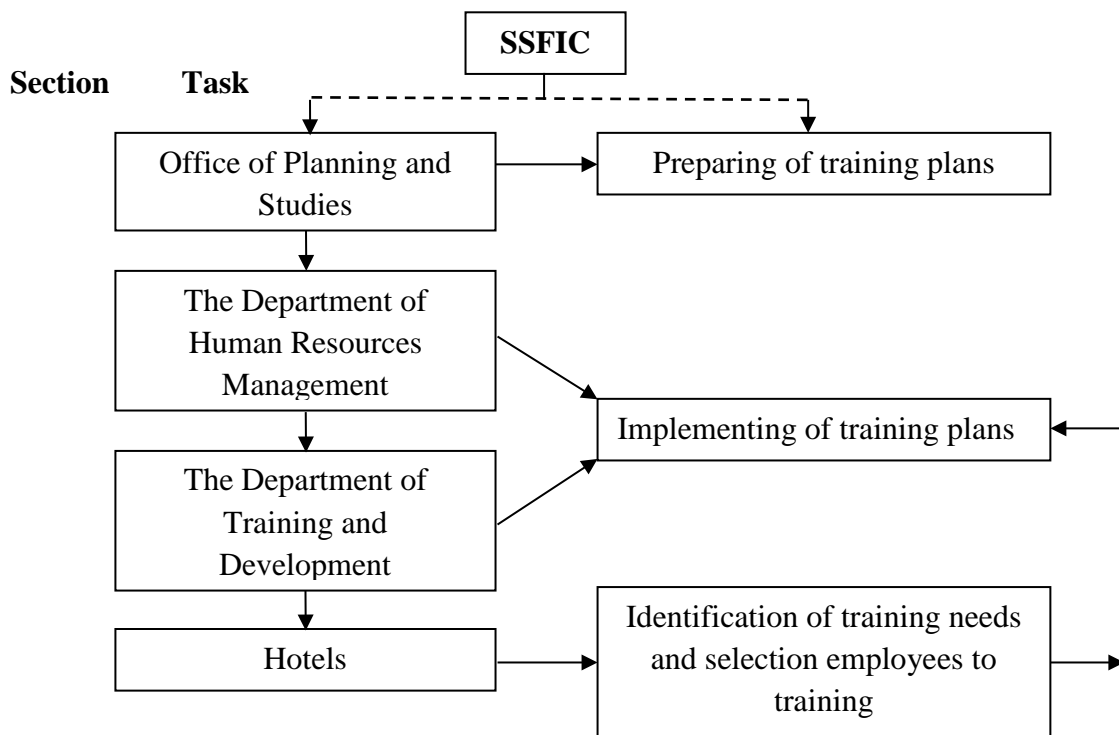 SSFIC
Section Task
Office of Planning and
Studies
Preparing of training plans
The Department of
Human Resources
Management
Implementing of training plans
The Department of
Training and
Development
Hotels
Identification of training needs
and selection employees to
training